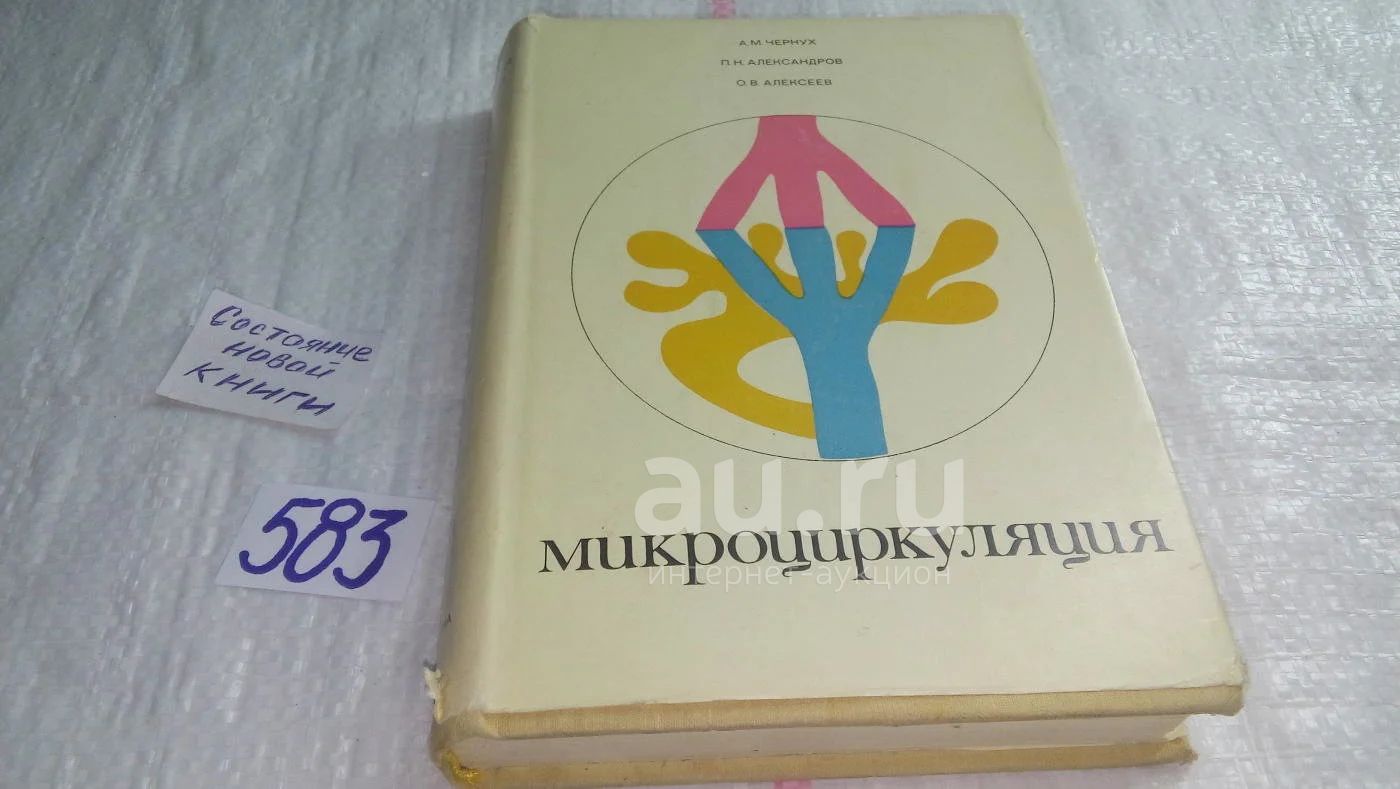 А. М. ЧЕРНУХ
П. Н. АЛЕКСАНДРОВ
О. В. АЛЕКСЕЕВ
микроциркуляция
Состояние
новой
книги
583
au.ru
интернет-аукцион